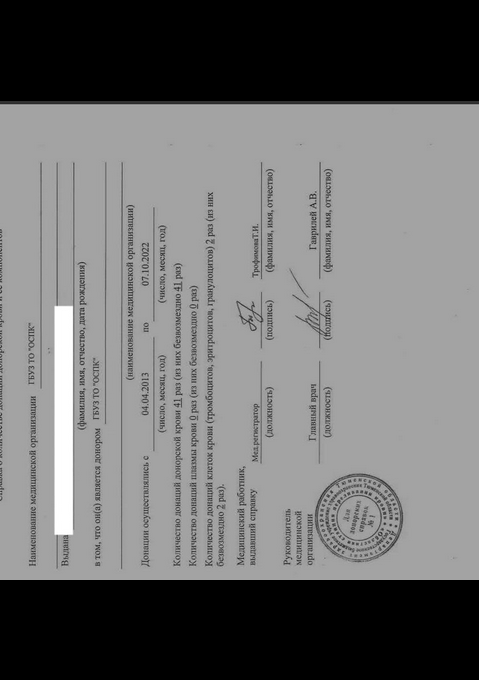 Справка о количестве донаций донорской крови и ее компонентов
Наименование медицинской организации ГБУЗ ТО "ОСПК"
Выдана
(фамилия, имя, отчество, дата рождения)
в том, что он(а) является донором ГБУЗ ТО "ОСПК"
(наименование медицинской организации)
Донации осуществлялись с 04.04.2013 по 07.10.2022
(число, месяц, год) (число, месяц, год)
Количество донаций донорской крови 41 раз (из них безвозмездно 41 раз)
Количество донаций плазмы крови 0 раз (из них безвозмездно 0 раз)
Количество донаций клеток крови (тромбоцитов, эритроцитов, гранулоцитов) 2 раз (из них
безвозмездно 2 раз).
Медицинский работник,
выдавший справку Мед.регистратор ТрофимоваТ.И.
(должность) (подпись) (фамилия, имя, отчество)
Руководитель
медицинской
организации Главный врач Гаврилей А.В.
(должность) (подпись) (фамилия, имя, отчество)
Для
донорских
справок
№ 1